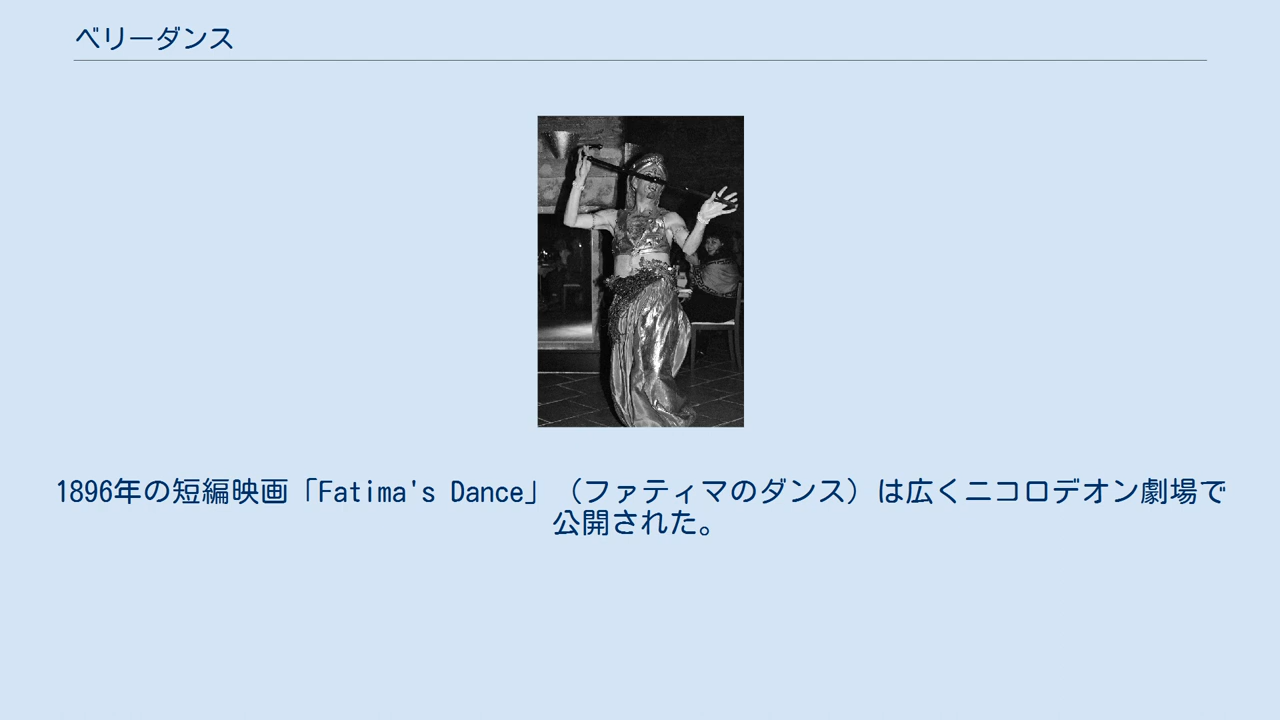 ベリーダンス
1896年の短編映画「Fatima's Dance」（ファティマのダンス）は広くニコロデオン劇場で
公開された。